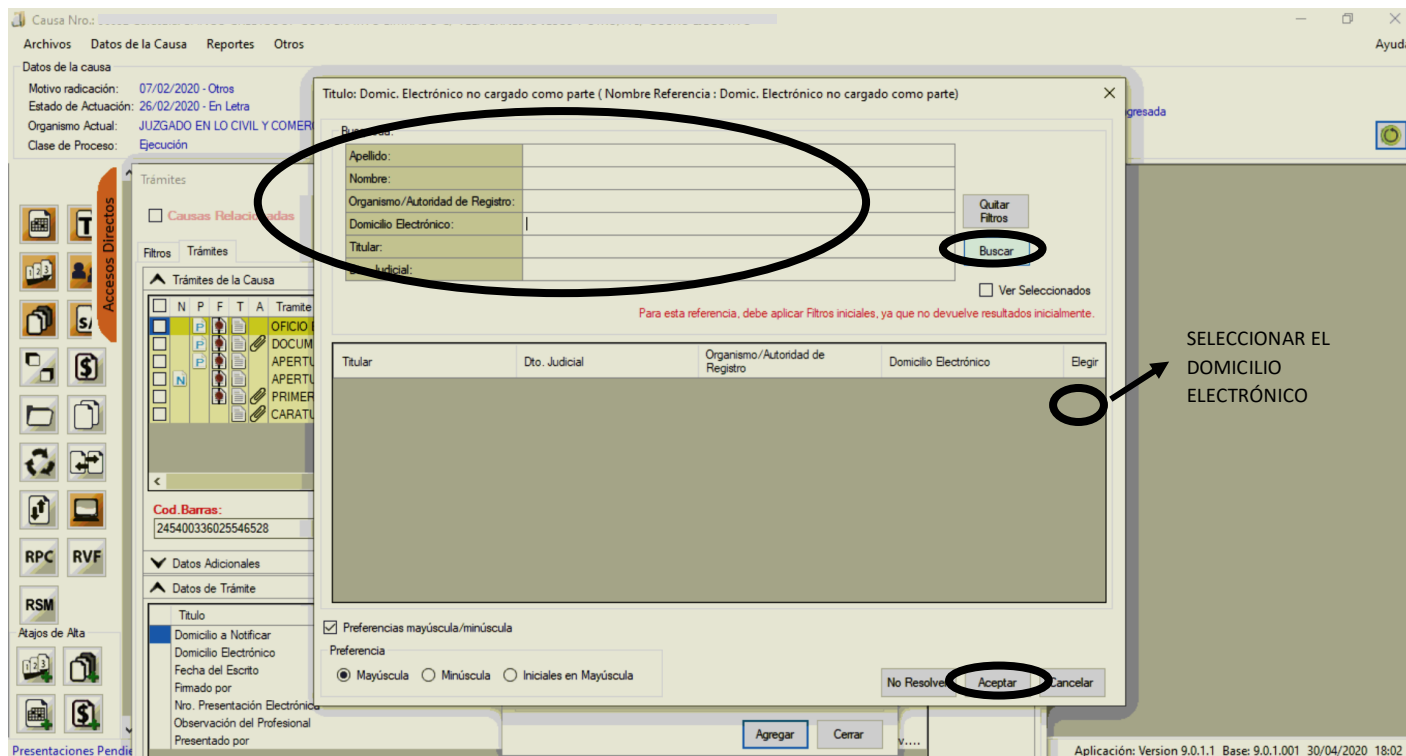 Causa Nro.:
Archivos Datos de la Causa Reportes Otros
Ayuda
Datos de la causa
Motivo radicación: 07/02/2020 - Otros
Estado de Actuación: 26/02/2020 - En Letra
Organismo Actual: JUZGADO EN LO CIVIL Y COMER
Clase de Proceso: Ejecución
gresada
Accesos Directos
RPC RVF
RSM
Atajos de Alta
Presentaciones Pendie
Trámites
Causas Relacionadas
Filtros Trámites
Trámites de la Causa
N P F T A Tramite
P OFICIO E
P DOCUM
P APERTU
N APERTU
PRIMER
CARATU
Cod.Barras:
245400336025546528
Datos Adicionales
Datos de Trámite
Titulo
Domicilio a Notificar
Domicilio Electrónico
Fecha del Escrito
Firmado por
Nro. Presentación Electrónica
Observación del Profesional
Presentado por
Titulo: Domic. Electrónico no cargado como parte ( Nombre Referencia : Domic. Electrónico no cargado como parte)
Apellido:
Nombre:
Organismo/Autoridad de Registro:
Domicilio Electrónico:
Titular:
Judicial:
Quitar Filtros
Buscar
Ver Seleccionados
Para esta referencia, debe aplicar Filtros iniciales, ya que no devuelve resultados inicialmente.
Titular Dto. Judicial Organismo/Autoridad de Registro Domicilio Electrónico Elegir
SELECCIONAR EL
DOMICILIO
ELECTRÓNICO
Preferencias mayúscula/minúscula
Preferencia
Mayúscula Minúscula Iniciales en Mayúscula
No Resolver Aceptar Cancelar
Agregar Cerrar
v....
Aplicación: Version 9.0.1.1 Base: 9.0.1.001 30/04/2020 18:02